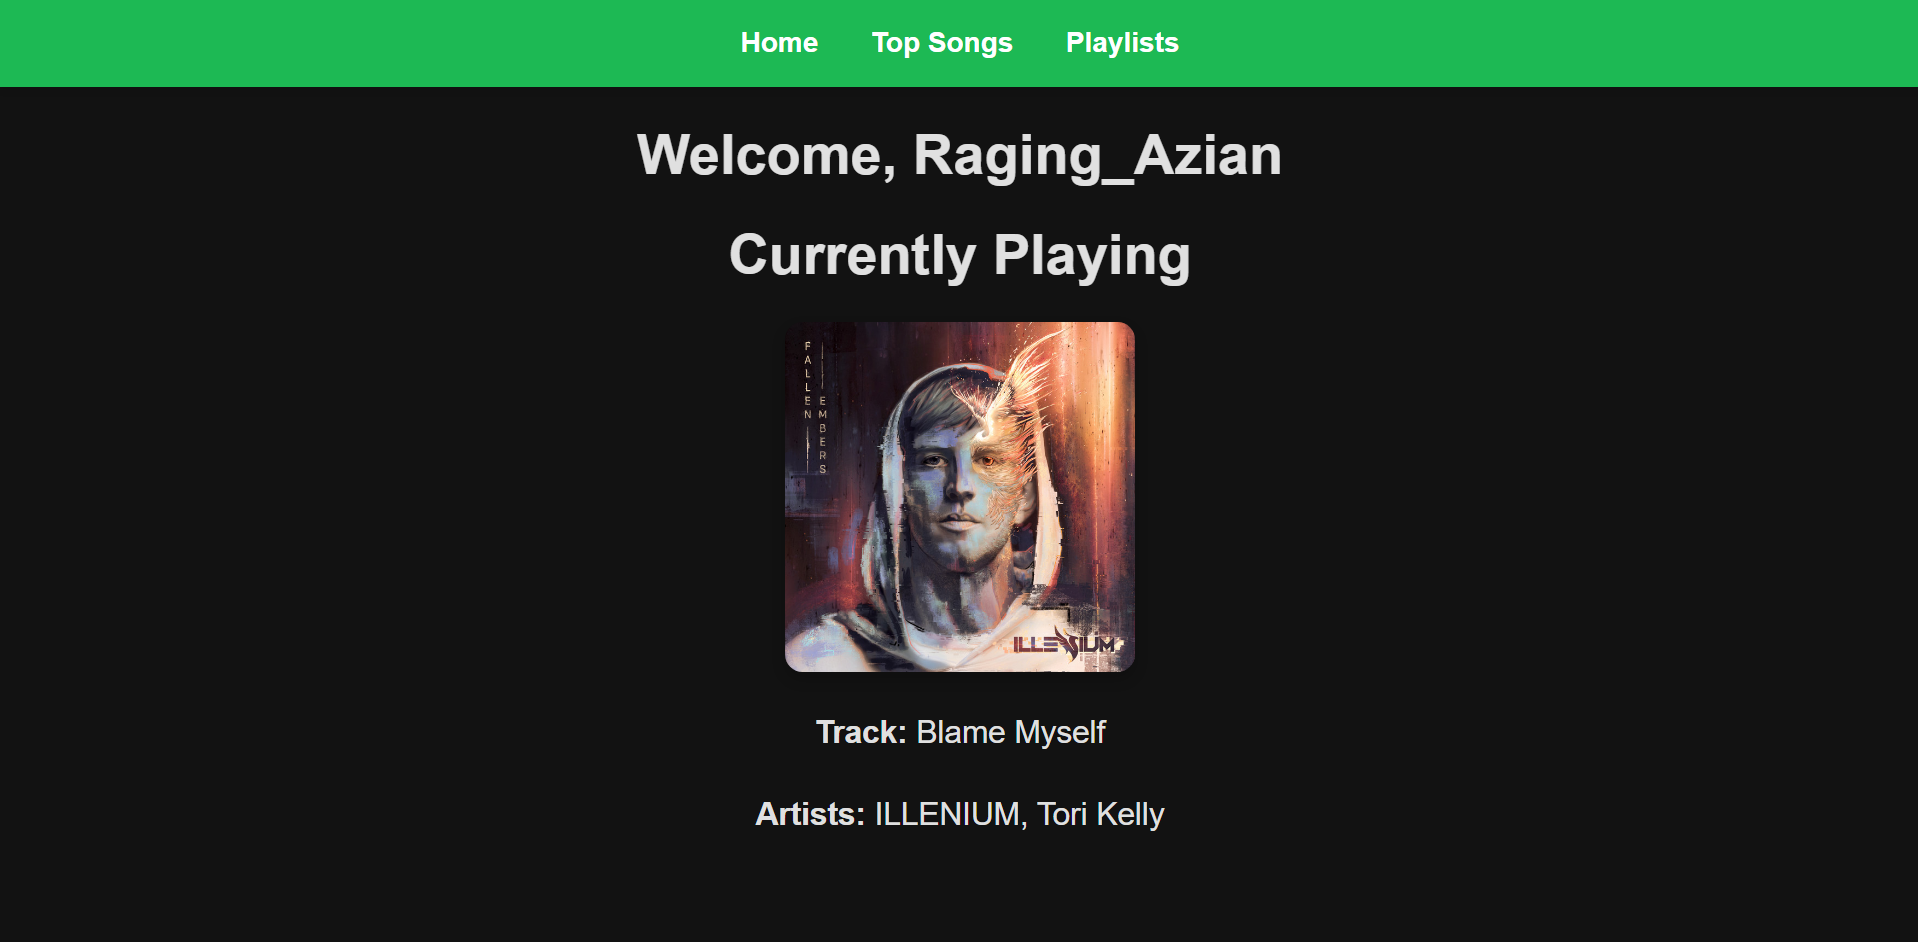 Home Top Songs Playlists
Welcome, Raging_Azian
Currently Playing
FALLEN
EMBERS
ILLENIUM
Track: Blame Myself
Artists: ILLENIUM, Tori Kelly